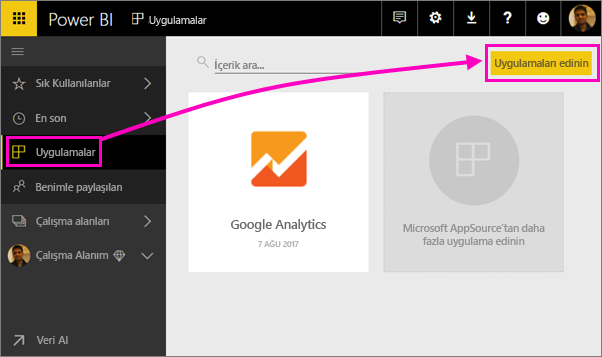 Power BI Uygulamalar
?
Sık Kullanılanlar
En son
Uygulamalar
Benimle paylaşılan
Çalışma alanları
Çalışma Alanım
Veri Al
İçerik ara...
Uygulamaları edinin
Google Analytics
7 AĞU 2017
Microsoft AppSource'tan daha
fazla uygulama edinin